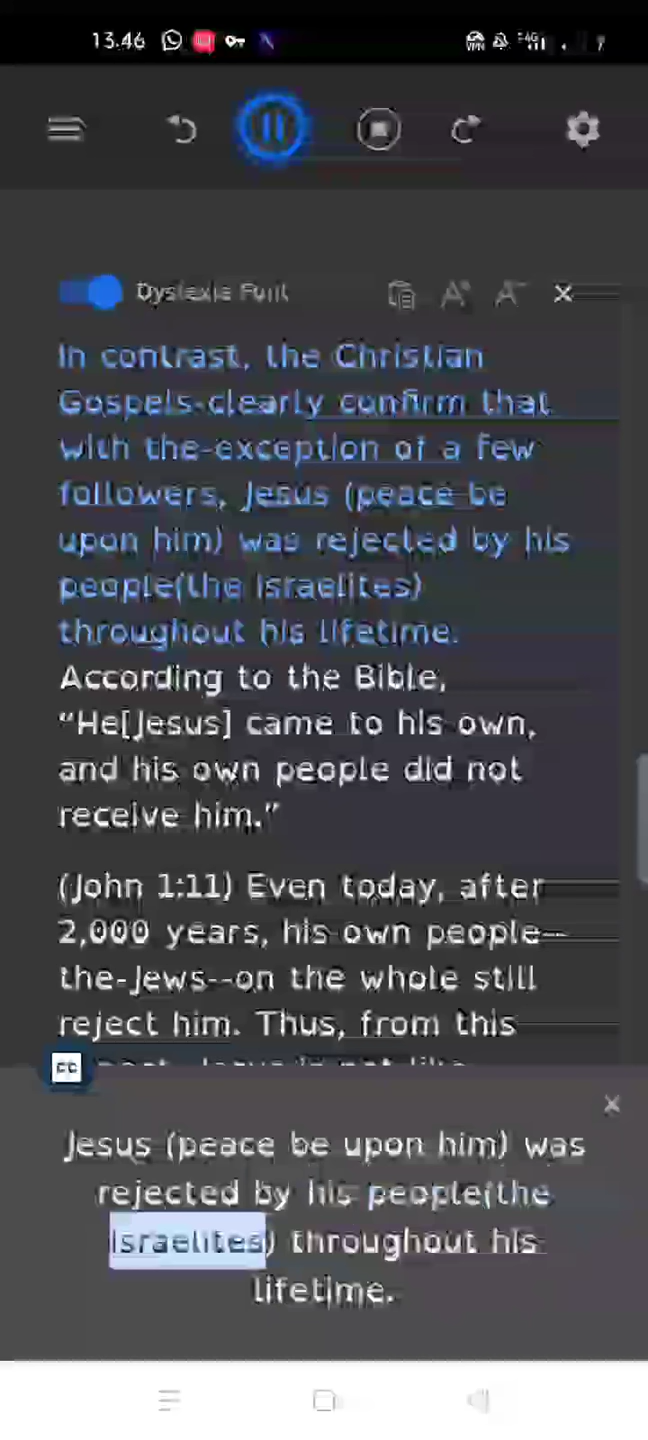 13.46
Dyslexia Font
In contrast, the Christian
Gospels-clearly confirm that
with the-exception of a few
followers, Jesus (peace be
upon him) was rejected by his
people(the Israelites)
throughout his lifetime.
According to the Bible,
“He[Jesus] came to his own,
and his own people did not
receive him.”
(John 1:11) Even today, after
2,000 years, his own people--
the-Jews--on the whole still
reject him. Thus, from this
Jesus is not like
CC
Jesus (peace be upon him) was
rejected by his people(the
Israelites) throughout his
lifetime.